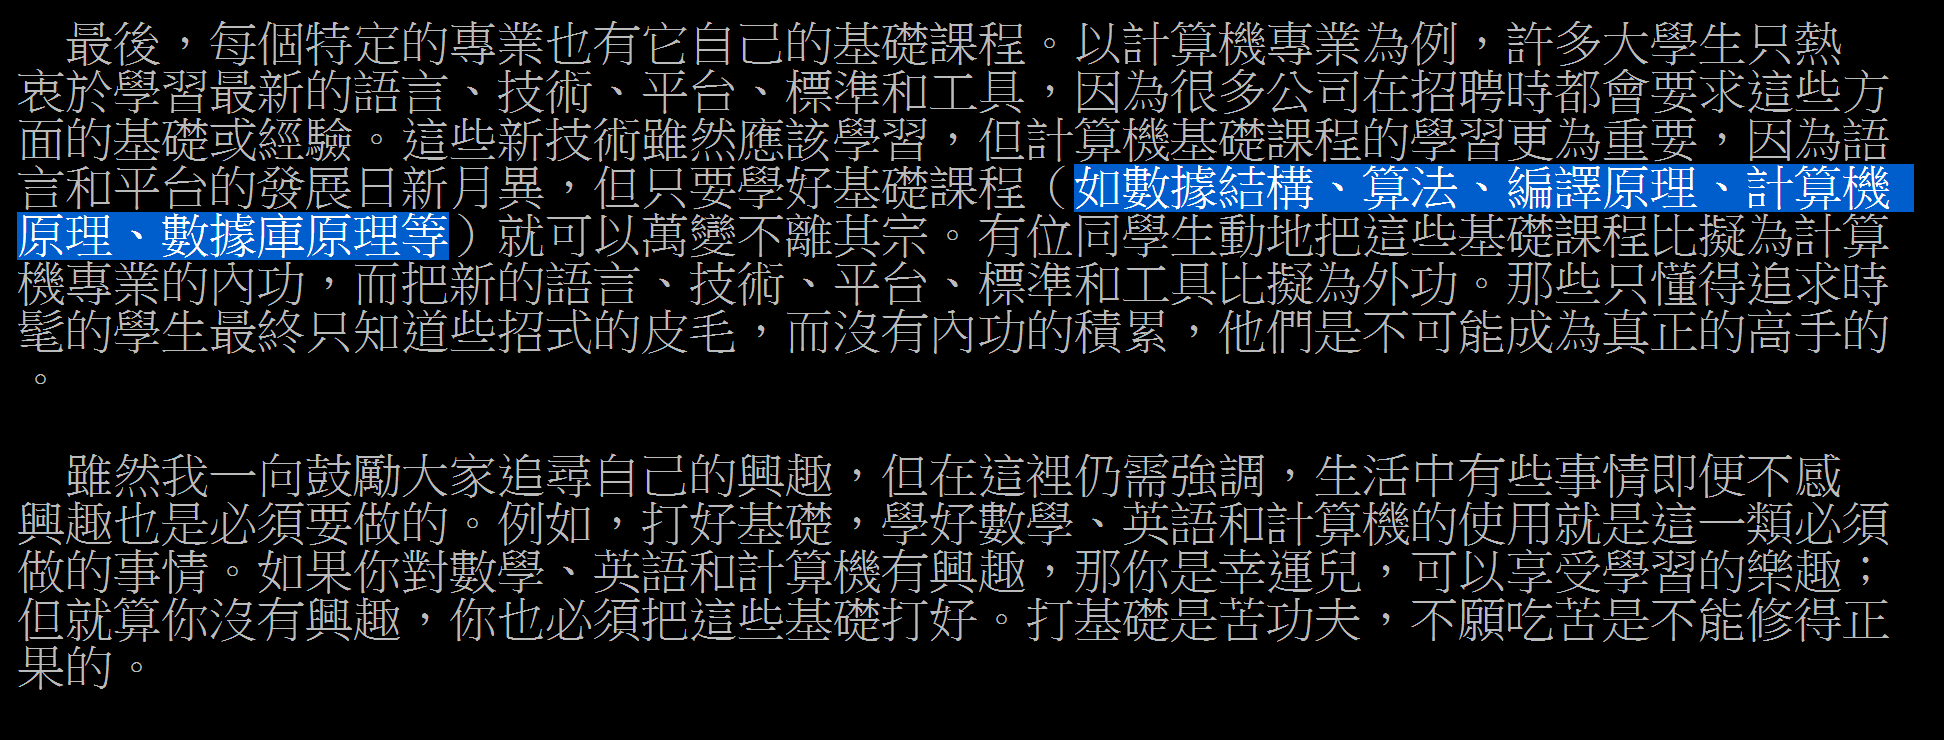 最後，每個特定的專業也有它自己的基礎課程。以計算機專業為例，許多大學生只熱
衷於學習最新的語言、技術、平台、標準和工具，因為很多公司在招聘時都會要求這些方
面的基礎或經驗。這些新技術雖然應該學習，但計算機基礎課程的學習更為重要，因為語
言和平台的發展日新月異，但只要學好基礎課程（如數據結構、算法、編譯原理、計算機
原理、數據庫原理等）就可以萬變不離其宗。有位同學生動地把這些基礎課程比擬為計算
機專業的內功，而把新的語言、技術、平台、標準和工具比擬為外功。那些只懂得追求時
髦的學生最終只知道些招式的皮毛，而沒有內功的積累，他們是不可能成為真正的高手的
。
雖然我一向鼓勵大家追尋自己的興趣，但在這裡仍需強調，生活中有些事情即便不感
興趣也是必須要做的。例如，打好基礎，學好數學、英語和計算機的使用就是這一類必須
做的事情。如果你對數學、英語和計算機有興趣，那你是幸運兒，可以享受學習的樂趣；
但就算你沒有興趣，你也必須把這些基礎打好。打基礎是苦功夫，不願吃苦是不能修得正
果的。